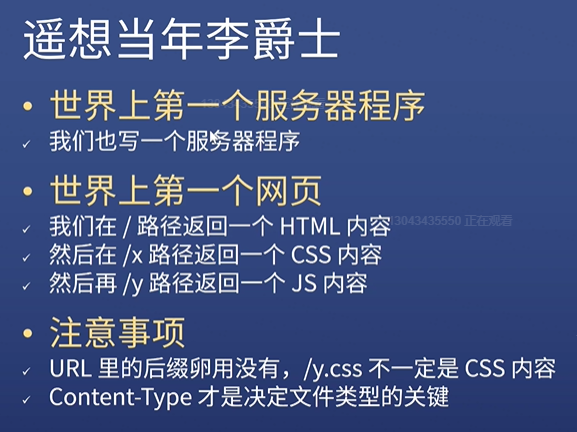 遥想当年李爵士
• 世界上第一个服务器程序
✓ 我们也写一个服务器程序
• 世界上第一个网页
✓ 我们在 / 路径返回一个 HTML 内容
43043435550 正在观看
✓ 然后在 /x 路径返回一个 CSS 内容
✓ 然后再 /y 路径返回一个 JS 内容
• 注意事项
✓ URL 里的后缀卵用没有，/y.css 不一定是 CSS 内容
✓ Content-Type 才是决定文件类型的关键